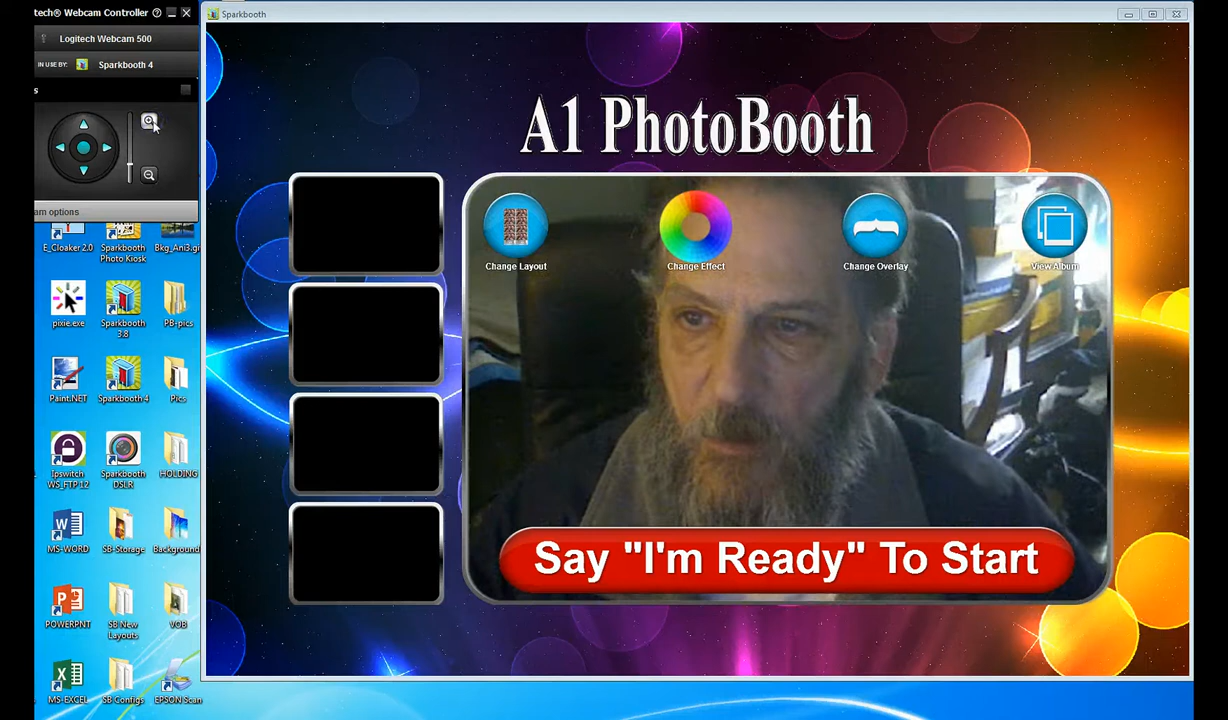 tech® Webcam Controller
Logitech Webcam 500
IN USE BY: Sparkbooth 4
s
am options
E_Cloaker 2.0
Sparkbooth Photo Kiosk
Bkg_Ani3.gi
pixie.exe
Sparkbooth 3.8
PB-pics
Paint.NET
Sparkbooth 4
Pics
Ipswitch WS_FTP 12
Sparkbooth DSLR
HOLDING
MS-WORD
SB-Storage
Background
POWERPNT
SB New Layouts
VOB
MS-EXCEL
SB Configs
EPSON Scan
Sparkbooth
A1 PhotoBooth
Change Layout
Change Effect
Change Overlay
View Album
Say "I'm Ready" To Start